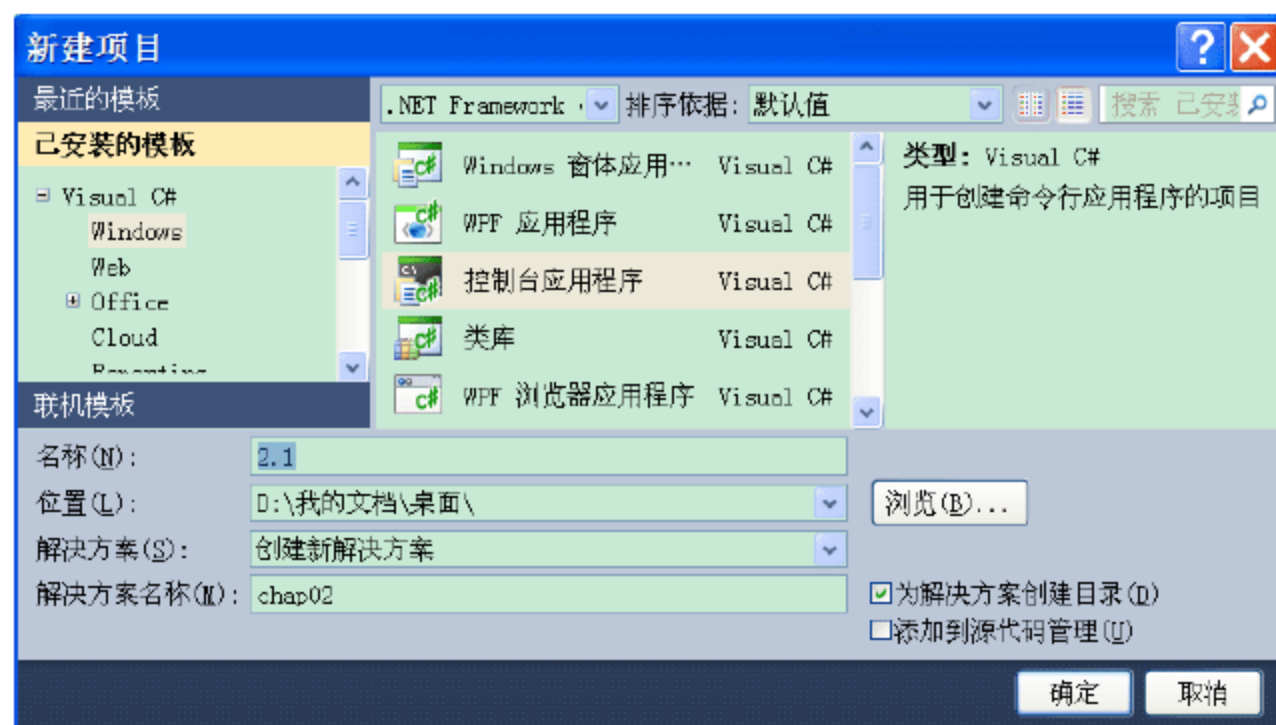 新建项目
最近的模板
已安装的模板
Visual C#
Windows
Web
Office
Cloud
Reporting
联机模板
.NET Framework 排序依据: 默认值 搜索 已安装
Windows 窗体应用… Visual C#
WPF 应用程序 Visual C#
控制台应用程序 Visual C#
类库 Visual C#
WPF 浏览器应用程序 Visual C#
类型: Visual C#
用于创建命令行应用程序的项目
名称(N): 2.1
位置(L): D:\我的文档\桌面\ 浏览(B)...
解决方案(S): 创建新解决方案
解决方案名称(M): chap02
为解决方案创建目录(D)
添加到源代码管理(U)
确定 取消